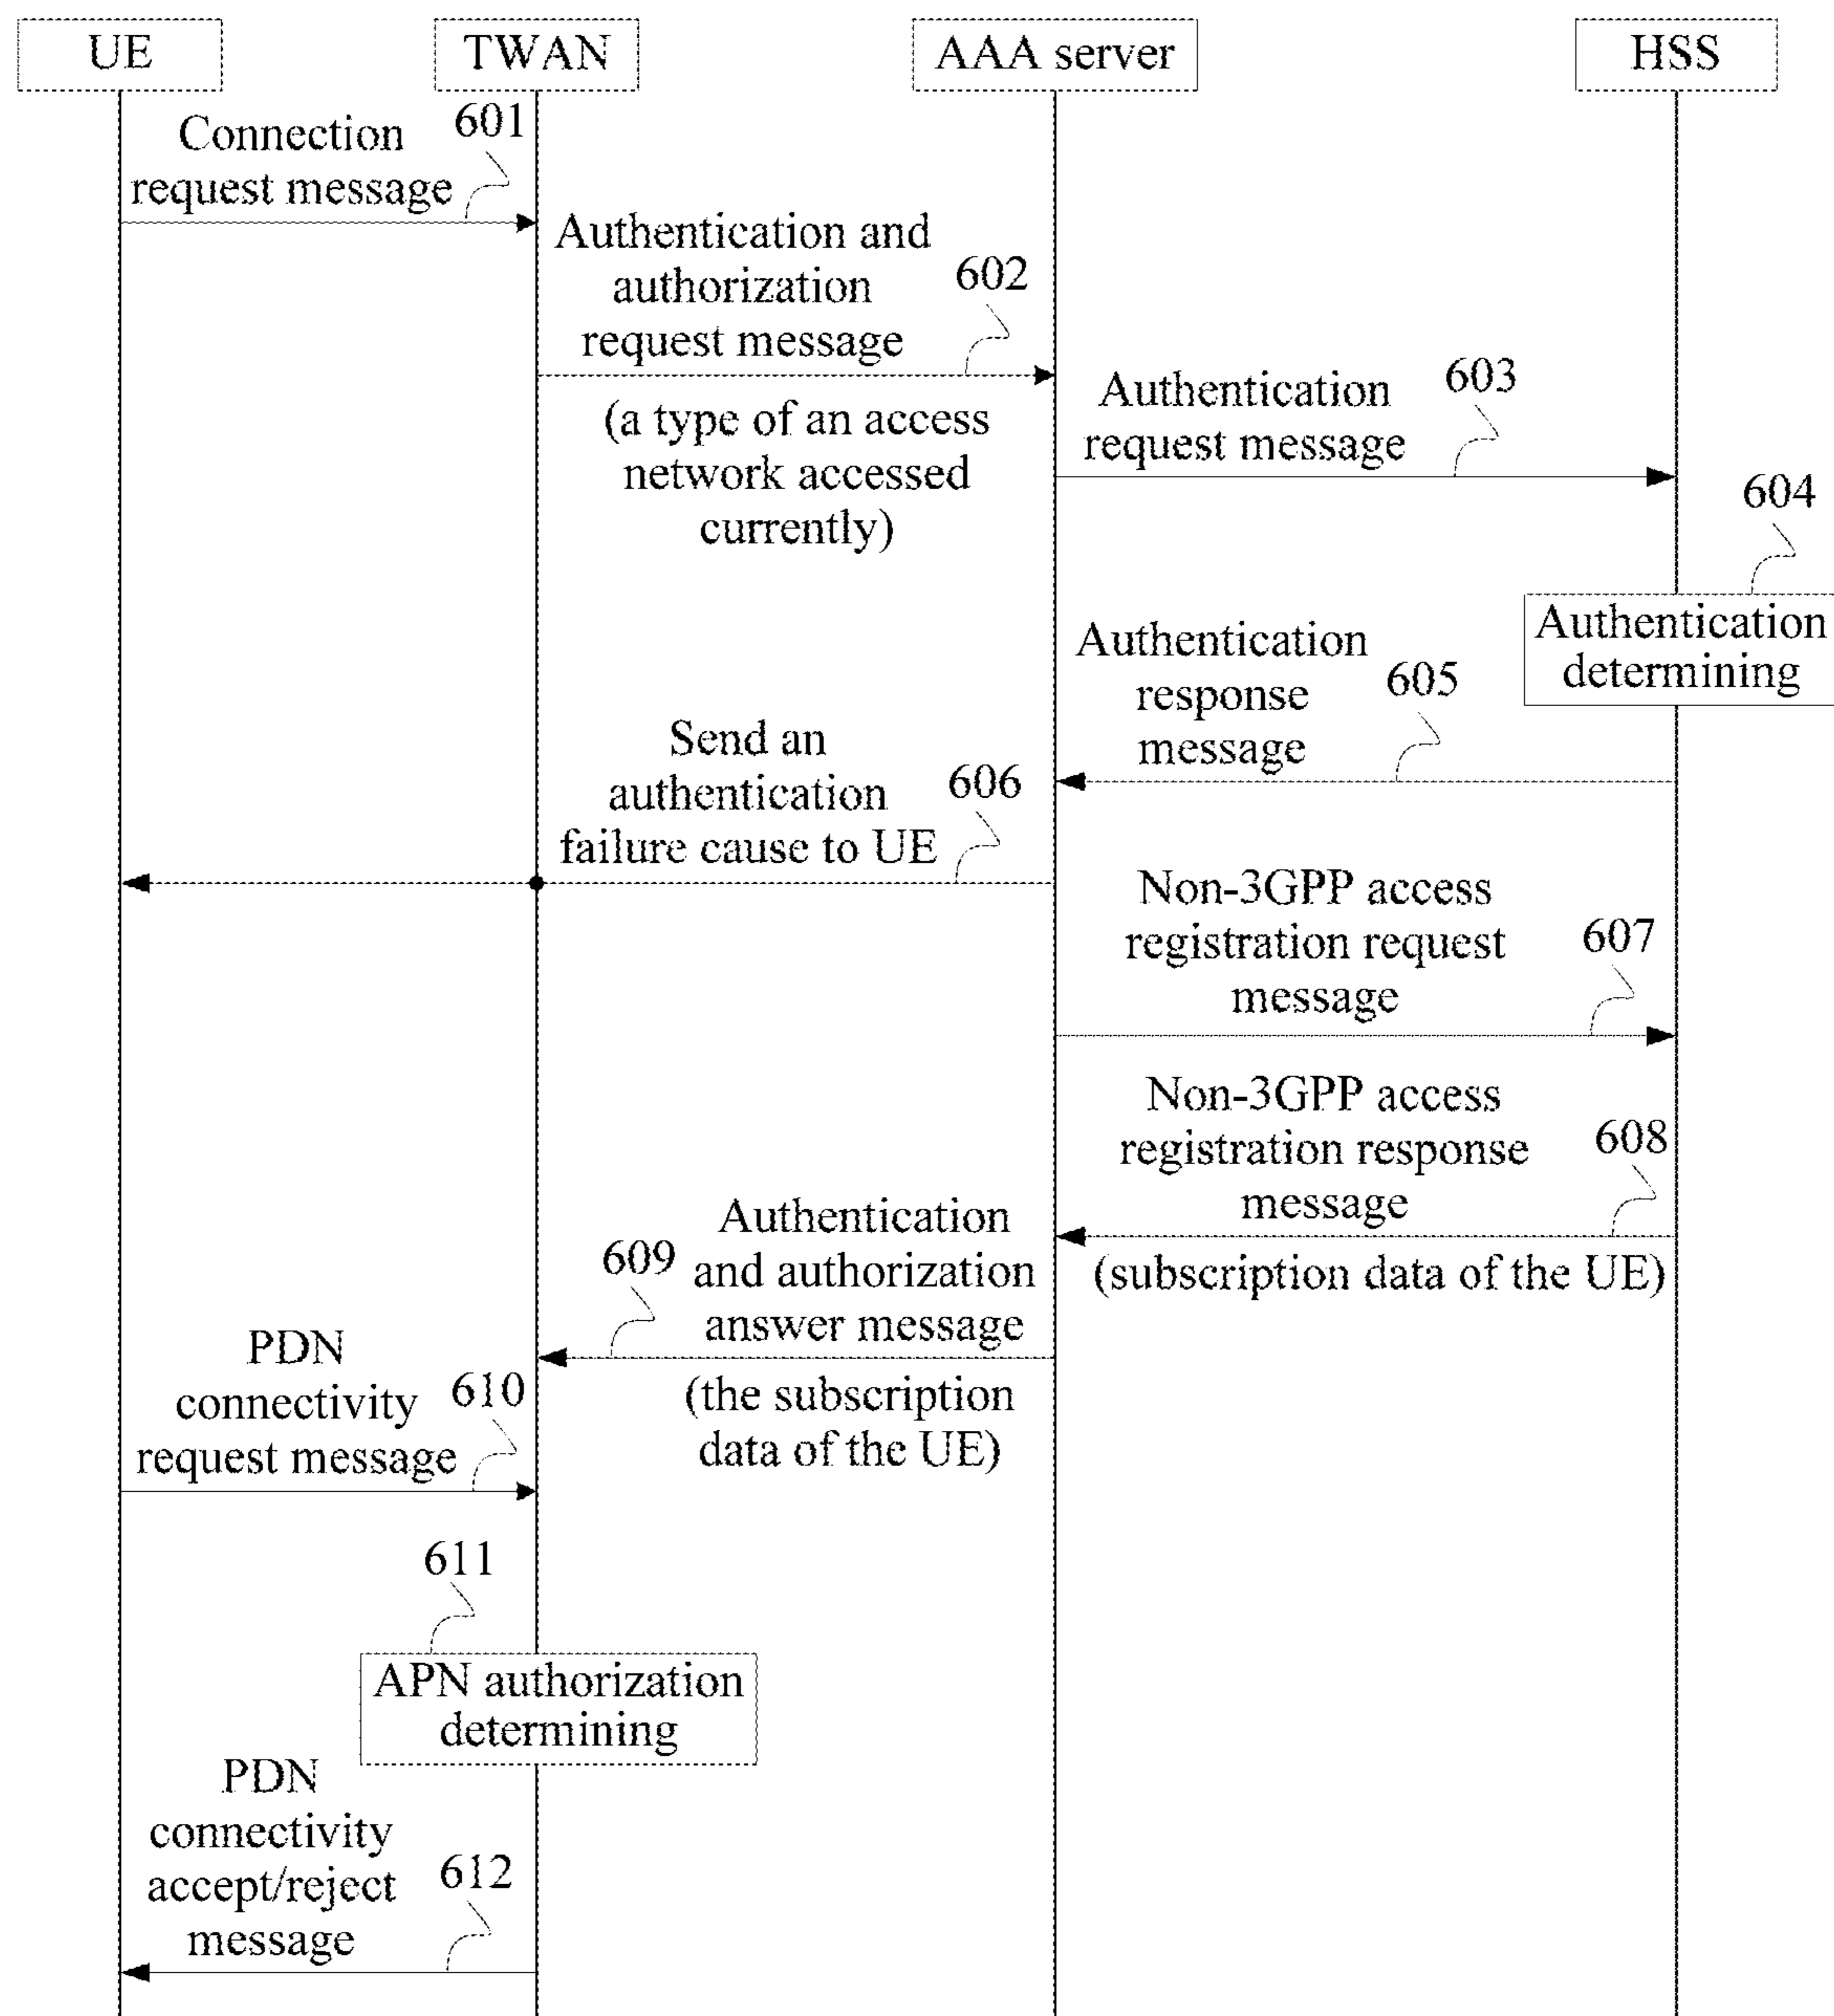 UE
TWAN
AAA server
HSS
Connection
request message
601
Authentication and
authorization
request message
602
(a type of an access
network accessed
currently)
Authentication
request message
603
604
Authentication
determining
Authentication
response
message
605
Send an
authentication
failure cause to UE
606
Non-3GPP access
registration request
message
607
Non-3GPP access
registration response
message
608
(subscription data of the UE)
Authentication
and authorization
answer message
609
(the subscription
data of the UE)
PDN
connectivity
request message
610
611
APN authorization
determining
PDN
connectivity
accept/reject
message
612